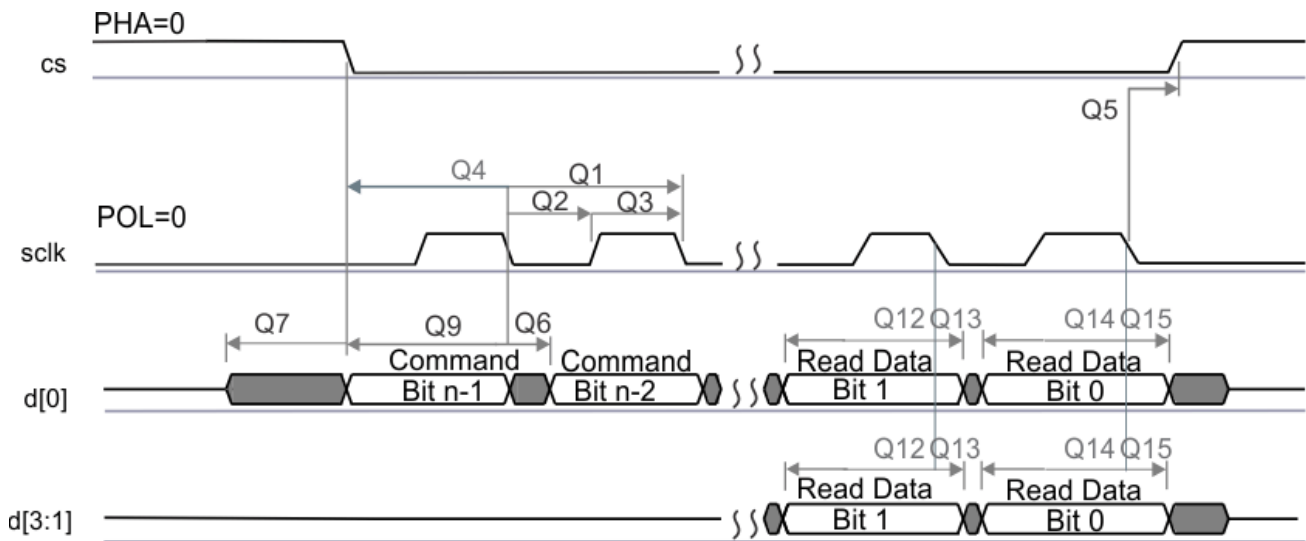 PHA=0
cs
Q5
Q4 Q1
Q2 Q3
POL=0
sclk
Q7 Q9 Q6 Q12 Q13 Q14 Q15
Command Command Read Data Read Data
d[0] Bit n-1 Bit n-2 Bit 1 Bit 0
Q12 Q13 Q14 Q15
Read Data Read Data
d[3:1] Bit 1 Bit 0